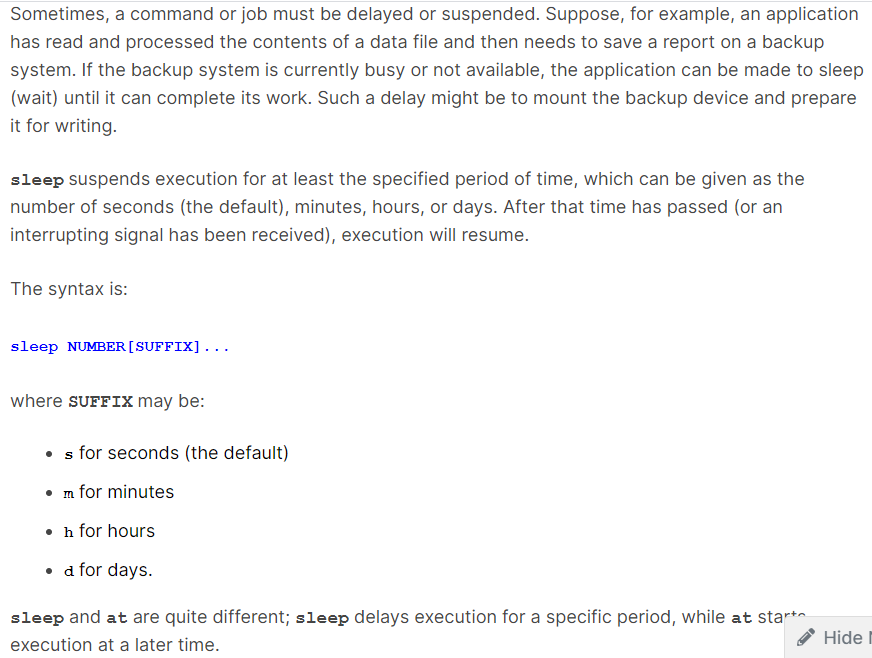 Sometimes, a command or job must be delayed or suspended. Suppose, for example, an application
has read and processed the contents of a data file and then needs to save a report on a backup
system. If the backup system is currently busy or not available, the application can be made to sleep
(wait) until it can complete its work. Such a delay might be to mount the backup device and prepare
it for writing.
sleep suspends execution for at least the specified period of time, which can be given as the
number of seconds (the default), minutes, hours, or days. After that time has passed (or an
interrupting signal has been received), execution will resume.
The syntax is:
sleep NUMBER[SUFFIX]...
where SUFFIX may be:
• s for seconds (the default)
• m for minutes
• h for hours
• d for days.
sleep and at are quite different; sleep delays execution for a specific period, while at starts
execution at a later time.
Hide